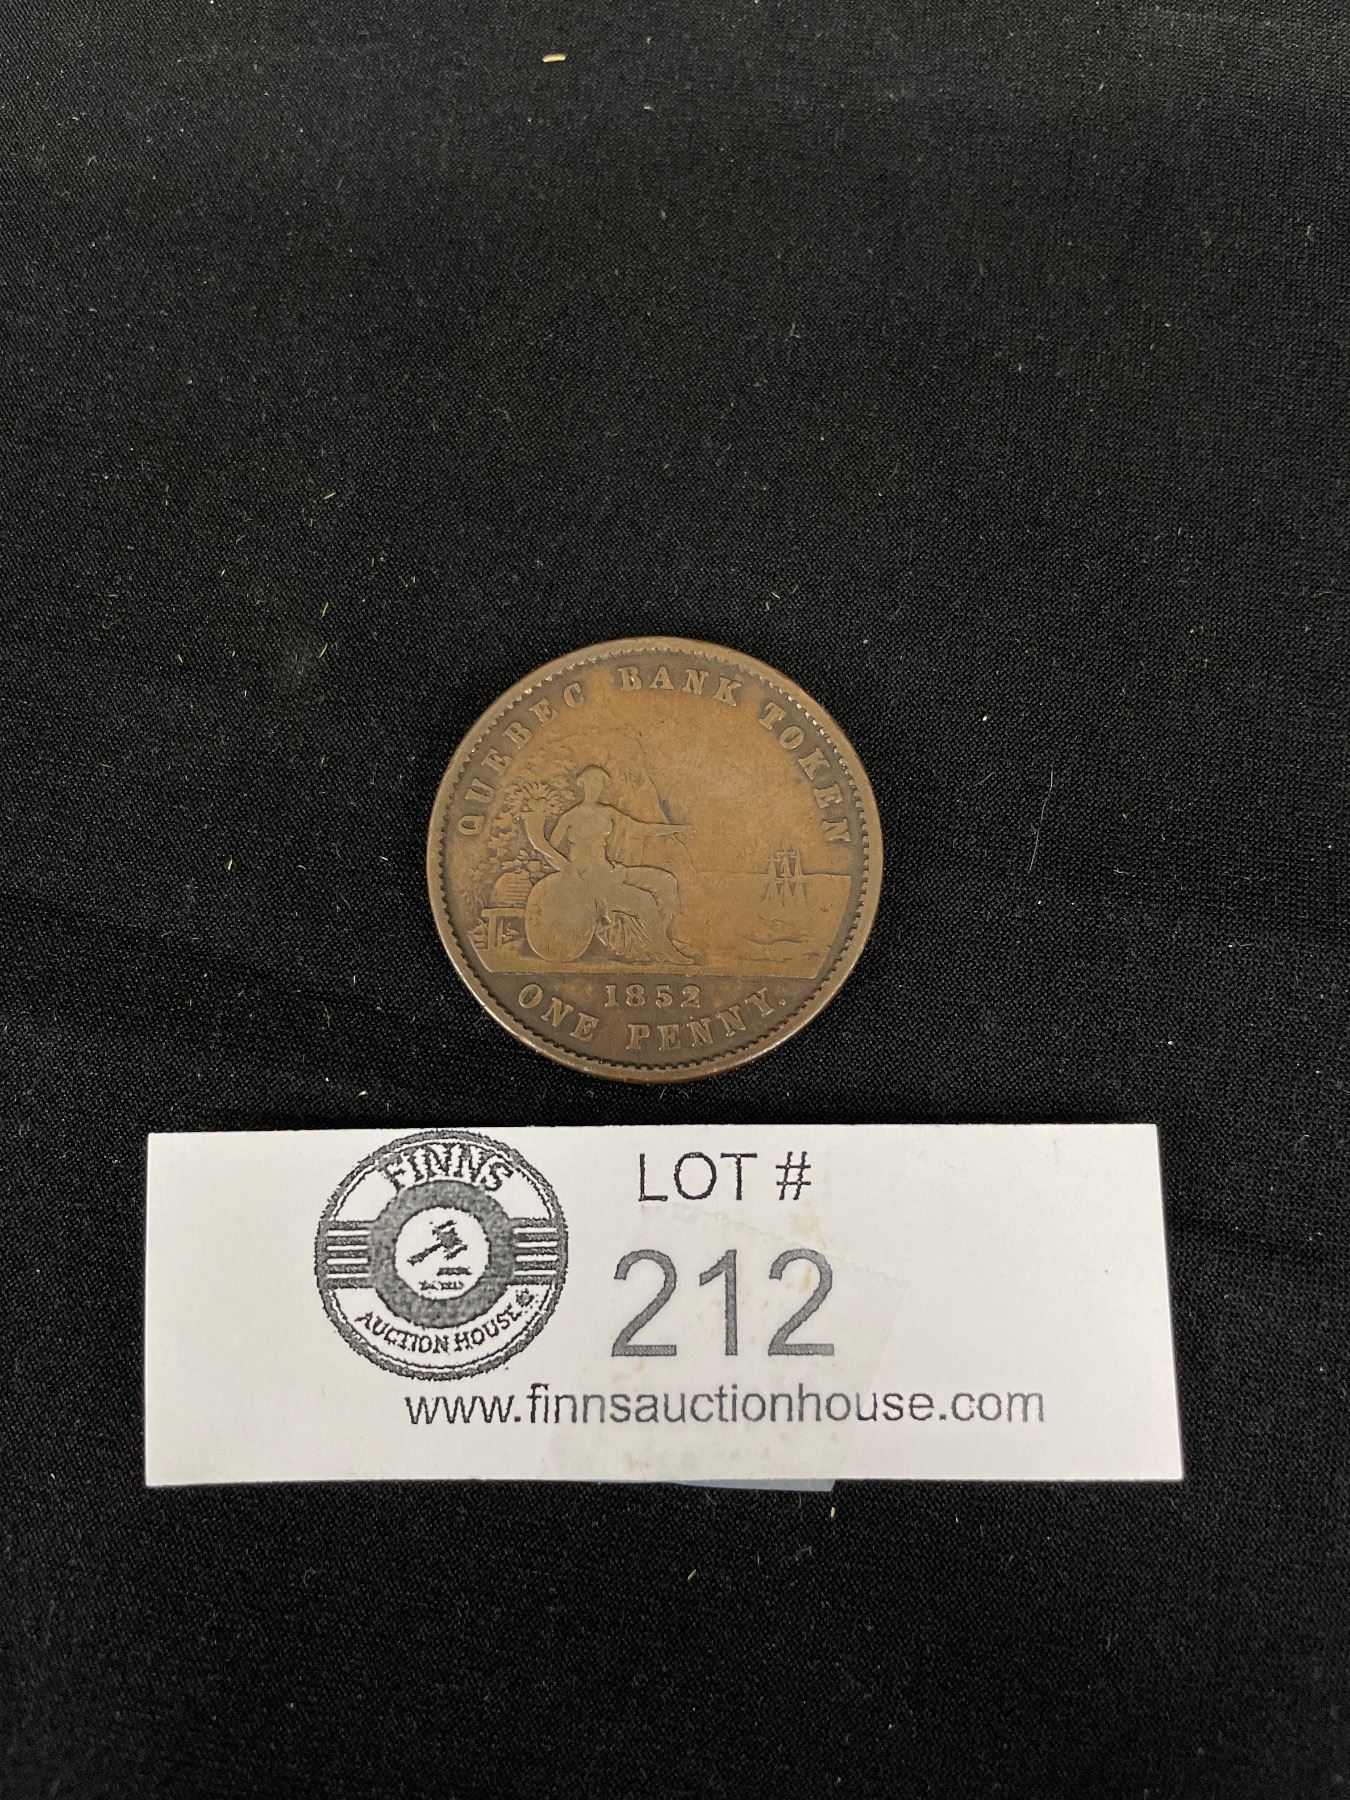 QUEBEC BANK TOKEN
1852
ONE PENNY.
FINNS
AUCTION HOUSE
LOT #
212
www.finnsauctionhouse.com